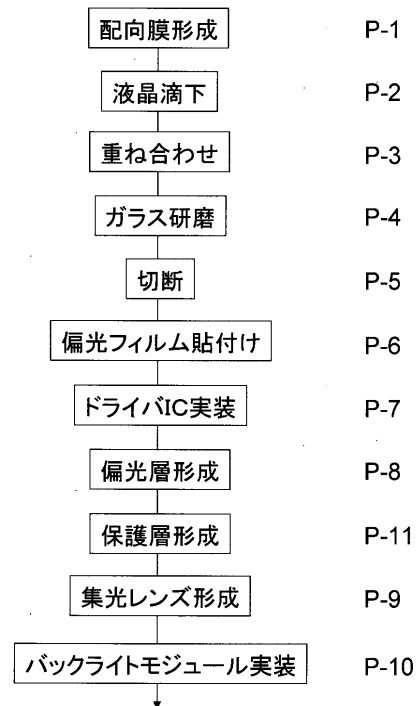 配向膜形成 P-1
液晶滴下 P-2
重ね合わせ P-3
ガラス研磨 P-4
切断 P-5
偏光フィルム貼付け P-6
ドライバIC実装 P-7
偏光層形成 P-8
保護層形成 P-11
集光レンズ形成 P-9
バックライトモジュール実装 P-10